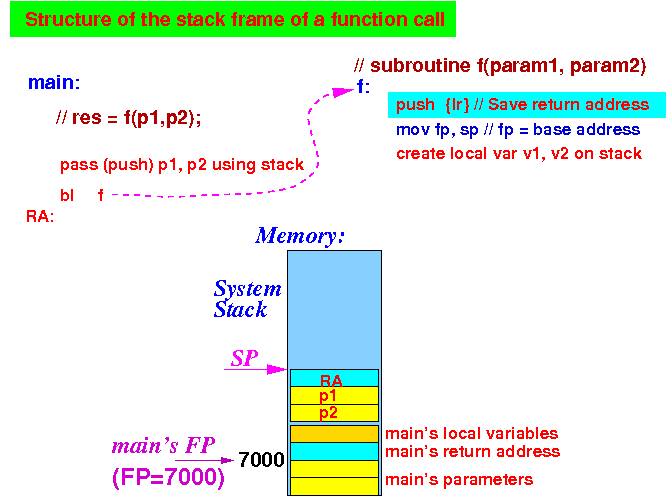 Structure of the stack frame of a function call
main:
// res = f(p1,p2);
pass (push) p1, p2 using stack
bl f
RA:
// subroutine f(param1, param2)
f:
push {lr} // Save return address
mov fp, sp // fp = base address
create local var v1, v2 on stack
Memory:
System
Stack
SP
RA
p1
p2
main's FP
(FP=7000)
7000
main's local variables
main's return address
main's parameters